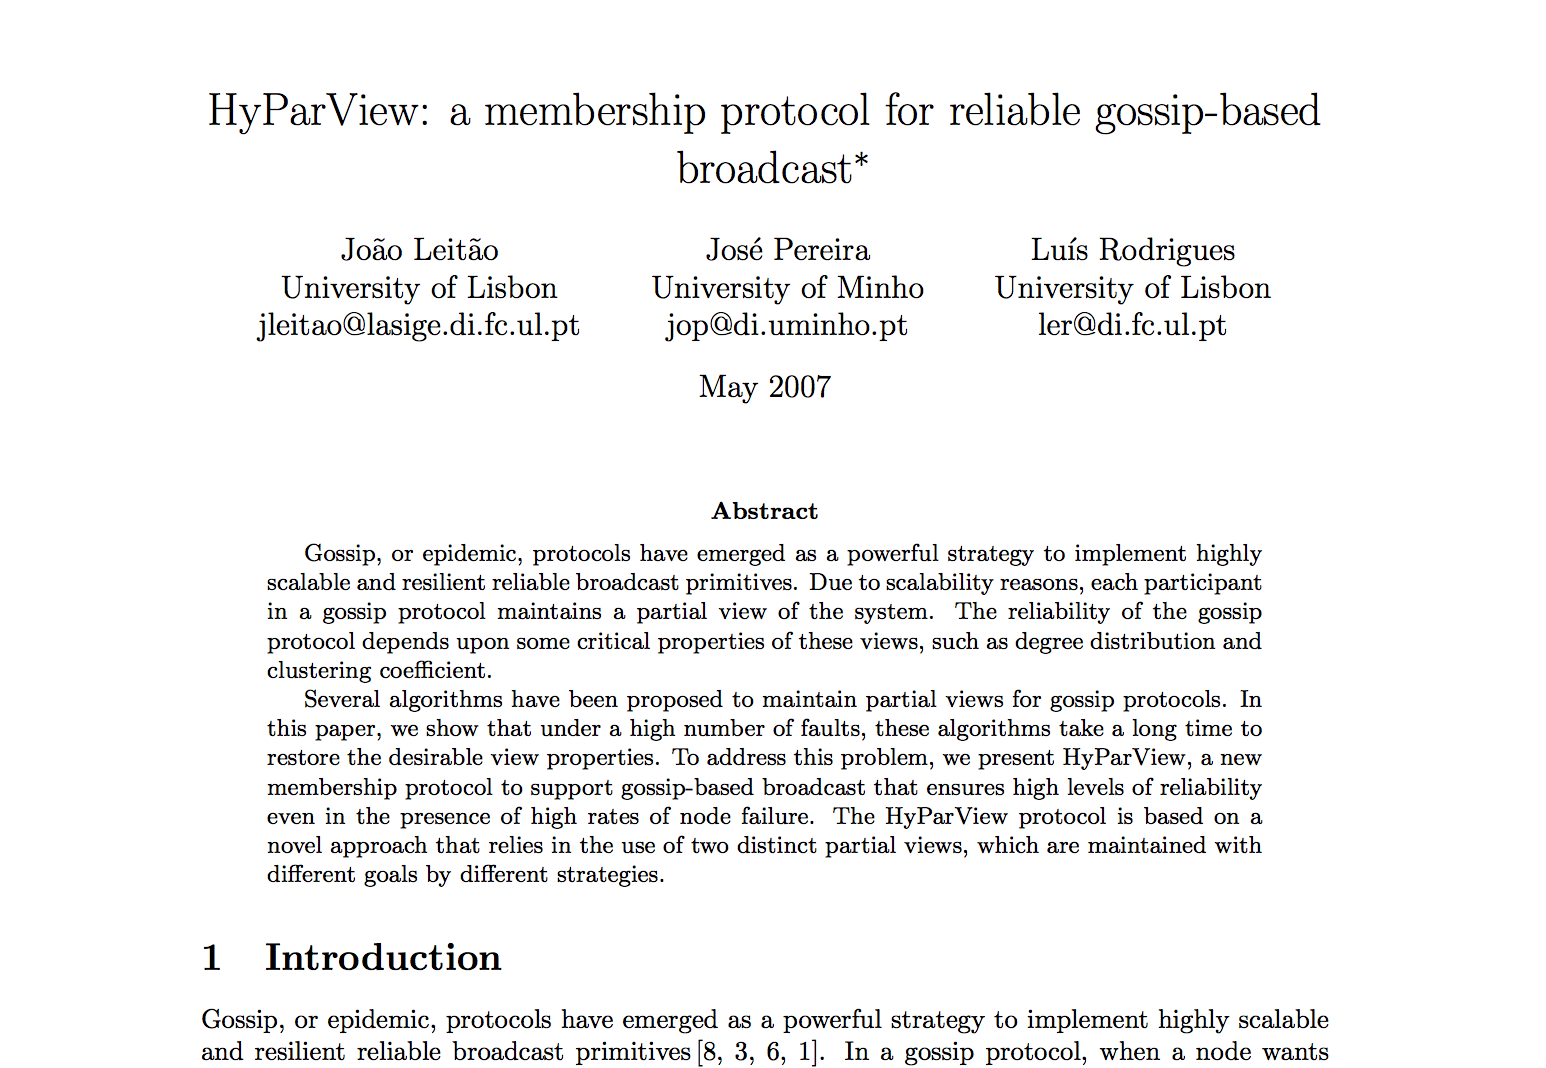 HyParView: a membership protocol for reliable gossip-based
broadcast*
João Leitão
University of Lisbon
jleitao@lasige.di.fc.ul.pt
José Pereira
University of Minho
jop@di.uminho.pt
Luís Rodrigues
University of Lisbon
ler@di.fc.ul.pt
May 2007
Abstract
Gossip, or epidemic, protocols have emerged as a powerful strategy to implement highly
scalable and resilient reliable broadcast primitives. Due to scalability reasons, each participant
in a gossip protocol maintains a partial view of the system. The reliability of the gossip
protocol depends upon some critical properties of these views, such as degree distribution and
clustering coefficient.
Several algorithms have been proposed to maintain partial views for gossip protocols. In
this paper, we show that under a high number of faults, these algorithms take a long time to
restore the desirable view properties. To address this problem, we present HyParView, a new
membership protocol to support gossip-based broadcast that ensures high levels of reliability
even in the presence of high rates of node failure. The HyParView protocol is based on a
novel approach that relies in the use of two distinct partial views, which are maintained with
different goals by different strategies.
1 Introduction
Gossip, or epidemic, protocols have emerged as a powerful strategy to implement highly scalable
and resilient reliable broadcast primitives [8, 3, 6, 1]. In a gossip protocol, when a node wants